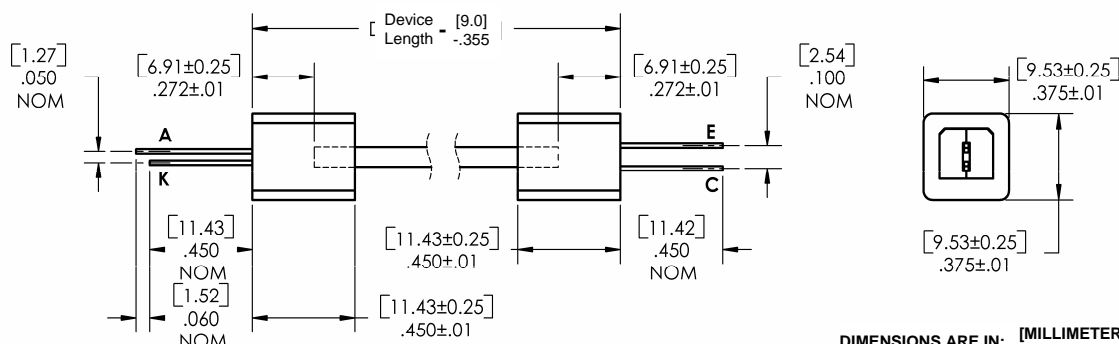 Device [9.0]
Length - -.355
[1.27]
.050
NOM
[6.91±0.25]
.272±.01
[6.91±0.25]
.272±.01
[2.54]
.100
NOM
[9.53±0.25]
.375±.01
A
K
E
C
[11.43]
.450
NOM
[1.52]
.060
NOM
[11.43±0.25]
.450±.01
[11.43±0.25]
.450±.01
[11.42]
.450
NOM
[9.53±0.25]
.375±.01
DIMENSIONS ARE IN: